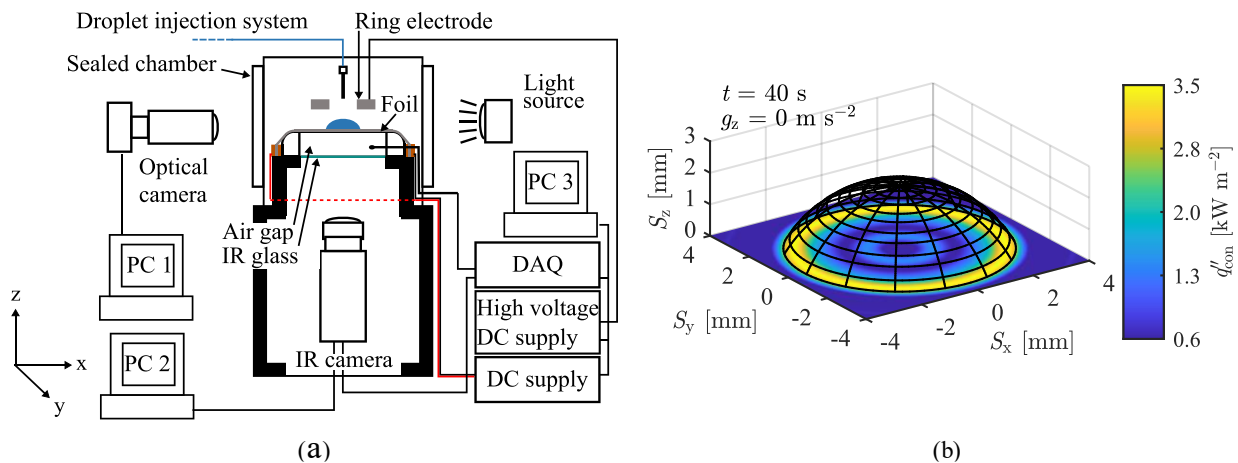 Droplet injection system
Ring electrode
Sealed chamber
Light
source
Foil
Optical
camera
PC 3
Air gap
IR glass
PC 1
DAQ
High voltage
DC supply
z
x
y
PC 2
IR camera
DC supply
(a)
t = 40 s
g_z = 0 m s⁻²
3
2
1
0
S_z [mm]
4
2
0
-2
-4
S_y [mm]
-4
-2
0
2
4
S_x [mm]
3.5
2.8
2.0
1.3
0.6
q″_con [kW m⁻²]
(b)